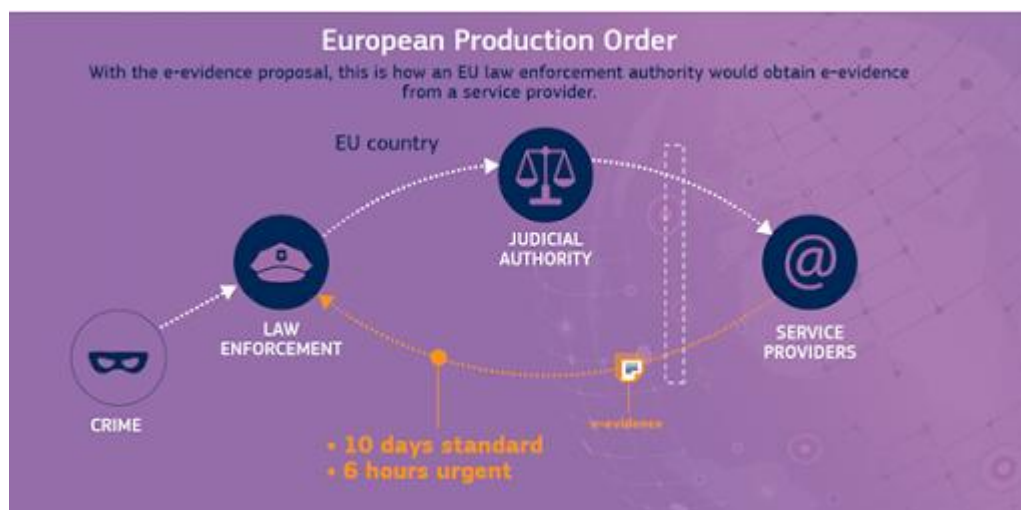 European Production Order
With the e-evidence proposal, this is how an EU law enforcement authority would obtain e-evidence
from a service provider.
EU country
JUDICIAL
AUTHORITY
@
LAW
ENFORCEMENT
SERVICE
PROVIDERS
CRIME
e-evidence
• 10 days standard
• 6 hours urgent